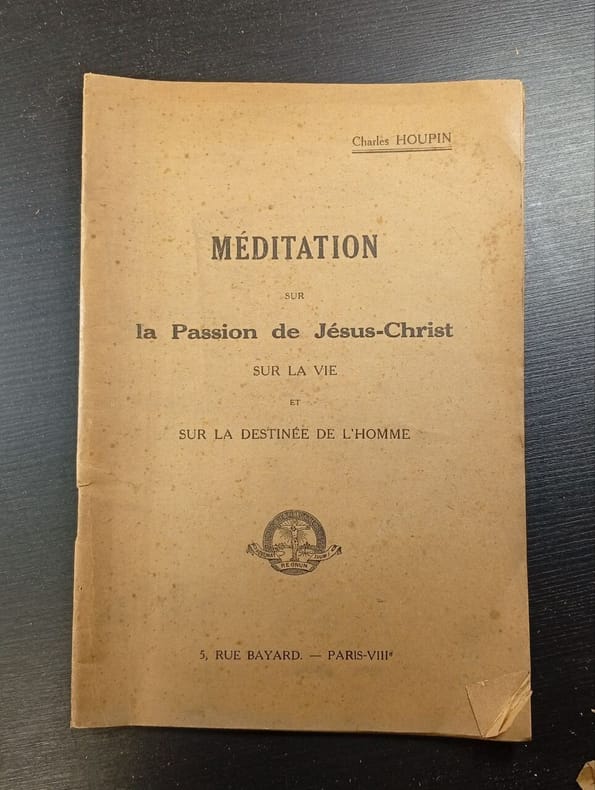 Charles HOUPIN
MÉDITATION
SUR
la Passion de Jésus-Christ
SUR LA VIE
ET
SUR LA DESTINÉE DE L'HOMME
REGNUM
5, RUE BAYARD. — PARIS-VIIIe